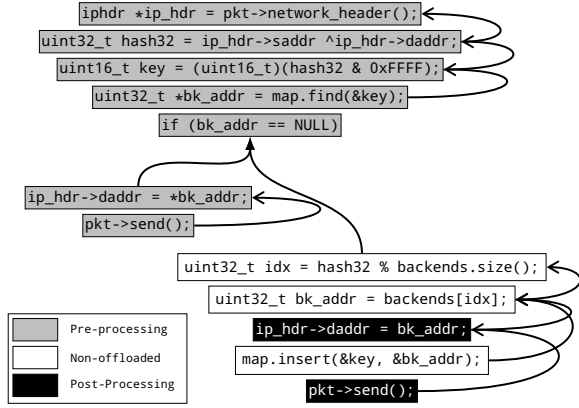 iphdr *ip_hdr = pkt->network_header();
uint32_t hash32 = ip_hdr->saddr ^ip_hdr->daddr;
uint16_t key = (uint16_t)(hash32 & 0xFFFF);
uint32_t *bk_addr = map.find(&key);
if (bk_addr == NULL)
ip_hdr->daddr = *bk_addr;
pkt->send();
uint32_t idx = hash32 % backends.size();
uint32_t bk_addr = backends[idx];
ip_hdr->daddr = bk_addr;
map.insert(&key, &bk_addr);
pkt->send();
Pre-processing
Non-offloaded
Post-Processing